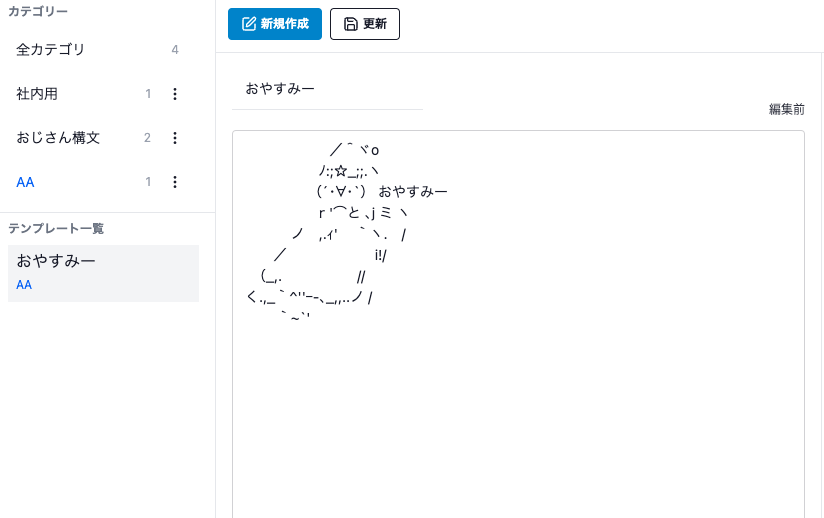 カテゴリー
全カテゴリ 4
社内用 1
おじさん構文 2
AA 1
テンプレート一覧
おやすみー
AA
新規作成 更新
おやすみー
編集前
／⌒ヾo
ﾉ:;☆_;;.ヽ
（´･∀･`） おやすみー
r '⌒と､j ミ ヽ
ノ ,.ｨ' ｀ヽ. /
／ i!/
(_,. //
く.,_｀^''ｰ-､_,,..ノ /
｀~`'